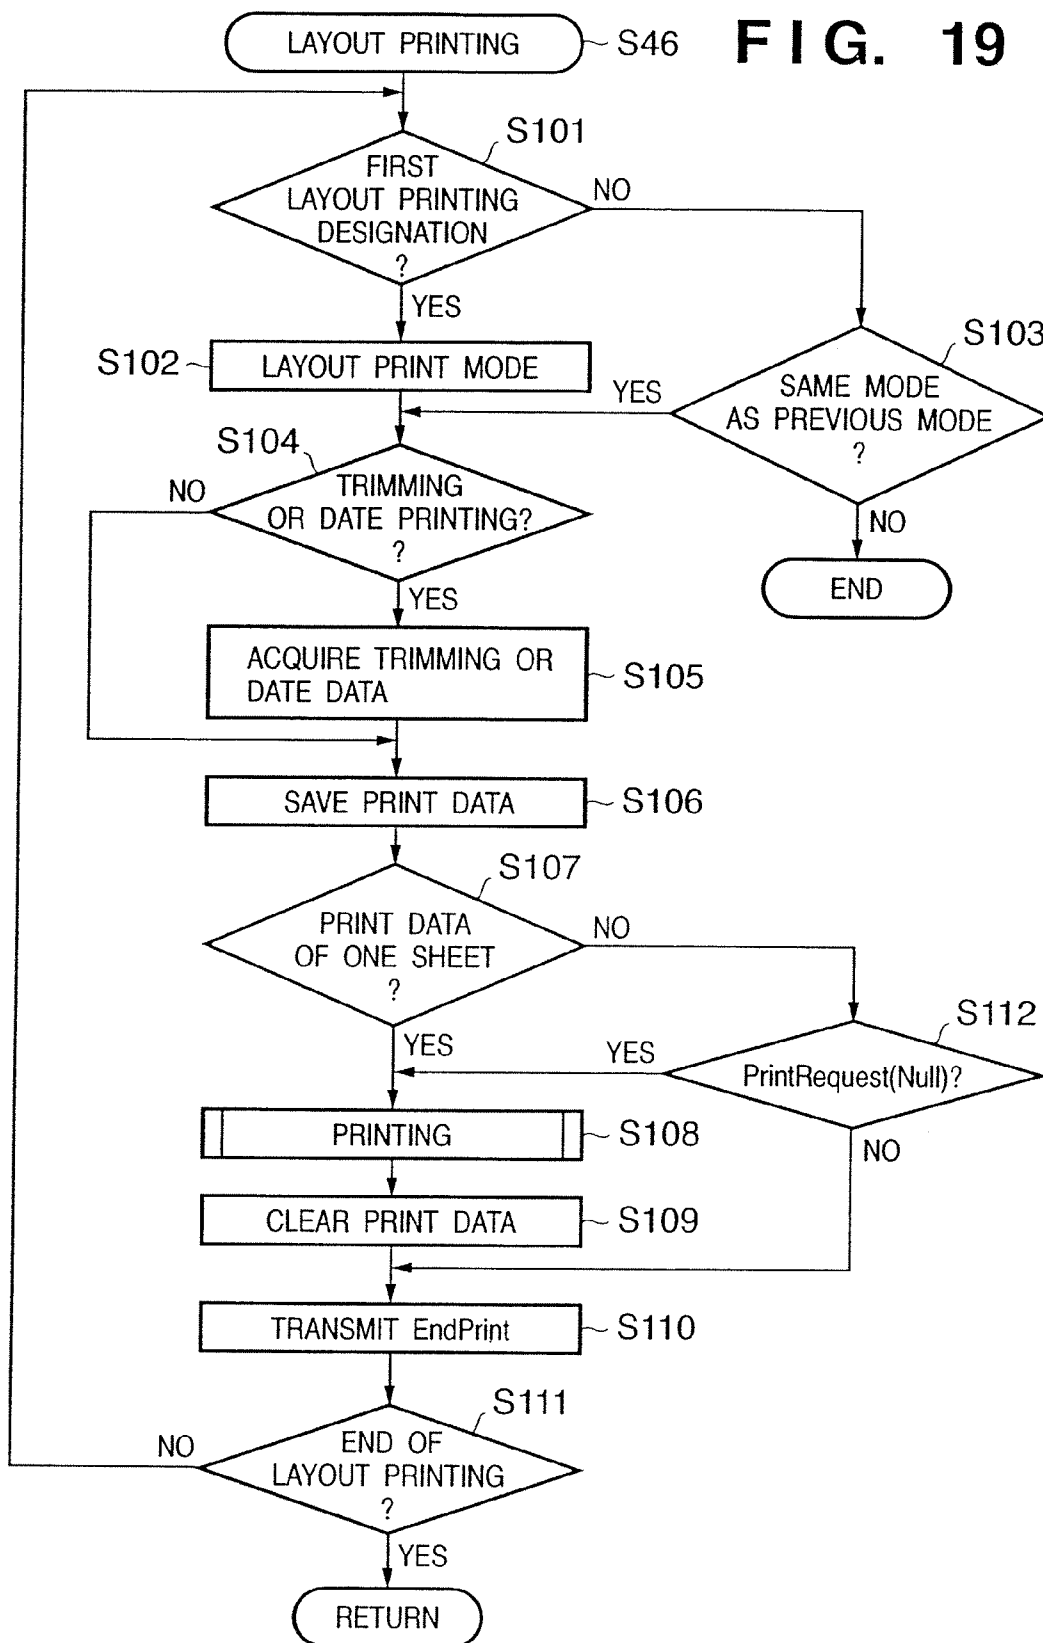 FIG. 19
LAYOUT PRINTING
S46
S101
FIRST
LAYOUT PRINTING
DESIGNATION
?
NO
YES
S102
LAYOUT PRINT MODE
S103
SAME MODE
AS PREVIOUS MODE
?
YES
NO
END
S104
TRIMMING
OR DATE PRINTING?
?
NO
YES
ACQUIRE TRIMMING OR
DATE DATA
S105
SAVE PRINT DATA
S106
S107
PRINT DATA
OF ONE SHEET
?
NO
YES
S112
PrintRequest(Null)?
YES
NO
PRINTING
S108
CLEAR PRINT DATA
S109
TRANSMIT EndPrint
S110
S111
END OF
LAYOUT PRINTING
?
NO
YES
RETURN